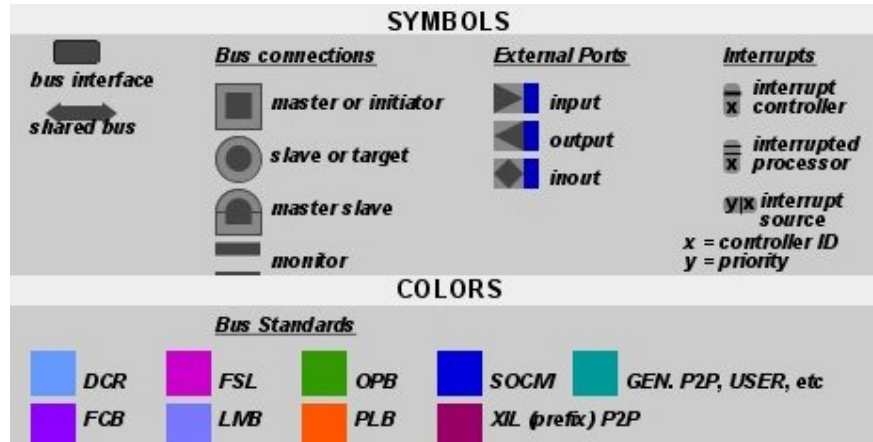 SYMBOLS
Bus connections External Ports Interrupts
bus interface
shared bus
master or initiator
slave or target
master slave
monitor
input
output
inout
x
interrupt
controller
x
interrupted
processor
y|x interrupt
source
x = controller ID
y = priority
COLORS
Bus Standards
DCR FSL OPB SOCM GEN. P2P, USER, etc
FCB LMB PLB XIL (prefix) P2P